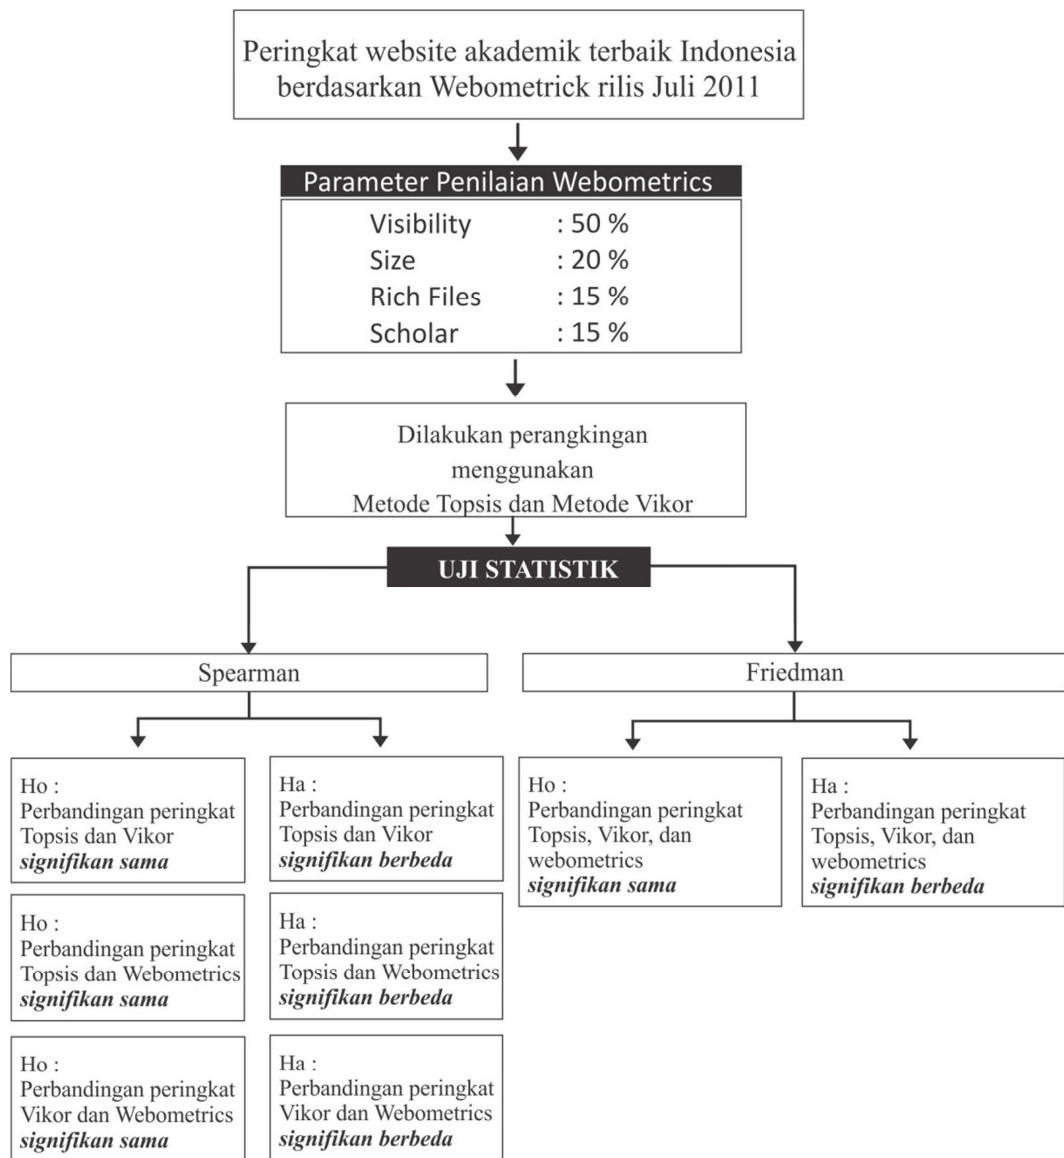 Peringkat website akademik terbaik Indonesia
berdasarkan Webometrick rilis Juli 2011
Parameter Penilaian Webometrics
Visibility : 50 %
Size : 20 %
Rich Files : 15 %
Scholar : 15 %
Dilakukan perangkingan
menggunakan
Metode Topsis dan Metode Vikor
UJI STATISTIK
Spearman
Friedman
Ho :
Perbandingan peringkat
Topsis dan Vikor
signifikan sama
Ha :
Perbandingan peringkat
Topsis dan Vikor
signifikan berbeda
Ho :
Perbandingan peringkat
Topsis, Vikor, dan
webometrics
signifikan sama
Ha :
Perbandingan peringkat
Topsis, Vikor, dan
webometrics
signifikan berbeda
Ho :
Perbandingan peringkat
Topsis dan Webometrics
signifikan sama
Ha :
Perbandingan peringkat
Topsis dan Webometrics
signifikan berbeda
Ho :
Perbandingan peringkat
Vikor dan Webometrics
signifikan sama
Ha :
Perbandingan peringkat
Vikor dan Webometrics
signifikan berbeda